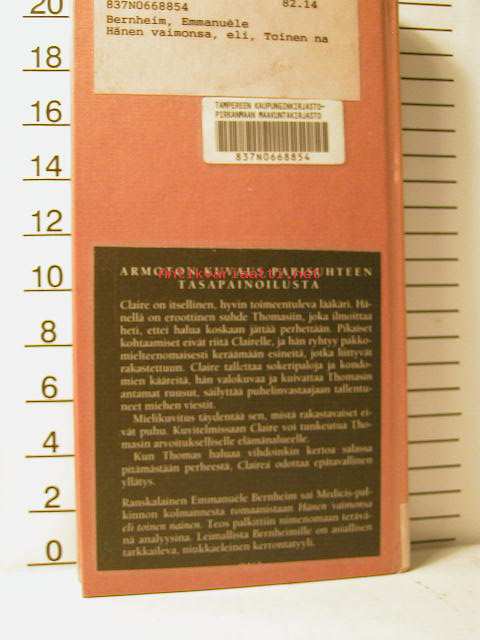 837N0668854 82.14
Bernheim, Emmanuèle
Hänen vaimonsa, eli, Toinen na
TAMPEREEN KAUPUNGINKIRJASTO-
PIRKANMAAN MAAKUNTAKIRJASTO
837N0668854
ARMOTON KUVAUS PARISUHTEEN
TASAPAINOILUSTA
Claire on itsellinen, hyvin toimeentuleva lääkäri. Hä-
nellä on eroottinen suhde Thomasiin, joka ilmoittaa
heti, ettei halua koskaan jättää perhettään. Pikaiset
kohtaamiset eivät riitä Clairelle, ja hän ryhtyy pakko-
mielteenomaisesti keräämään esineitä, jotka liittyvät
rakastettuun. Claire tallettaa sokeripaloja ja kondo-
mien kääreitä, hän valokuvaa ja kuivattaa Thomasin
antamat ruusut, säilyttää puhelinvastaajaan tallentu-
neet miehen viestit.
Mielikuvitus täydentää sen, mistä rakastavaiset ei-
vät puhu. Kuvitelmissaan Claire voi tunkeutua Tho-
masin arvoitukselliselle elämänalueelle.
Kun Thomas haluaa vihdoinkin kertoa salassa
pitämästään perheestä, Clairea odottaa epätavallinen
yllätys.
Ranskalainen Emmanuèle Bernheim sai Medicis-pal-
kinnon kolmannesta romaanistaan Hänen vaimonsa
eli toinen nainen. Teos palkittiin nimenomaan terävä-
nä analyysina. Leimallista Bernheimille on asiallisen
tarkkaileva, niukkaeleinen kerrontatyyli.
20
18
16
14
12
10
8
6
4
2
0